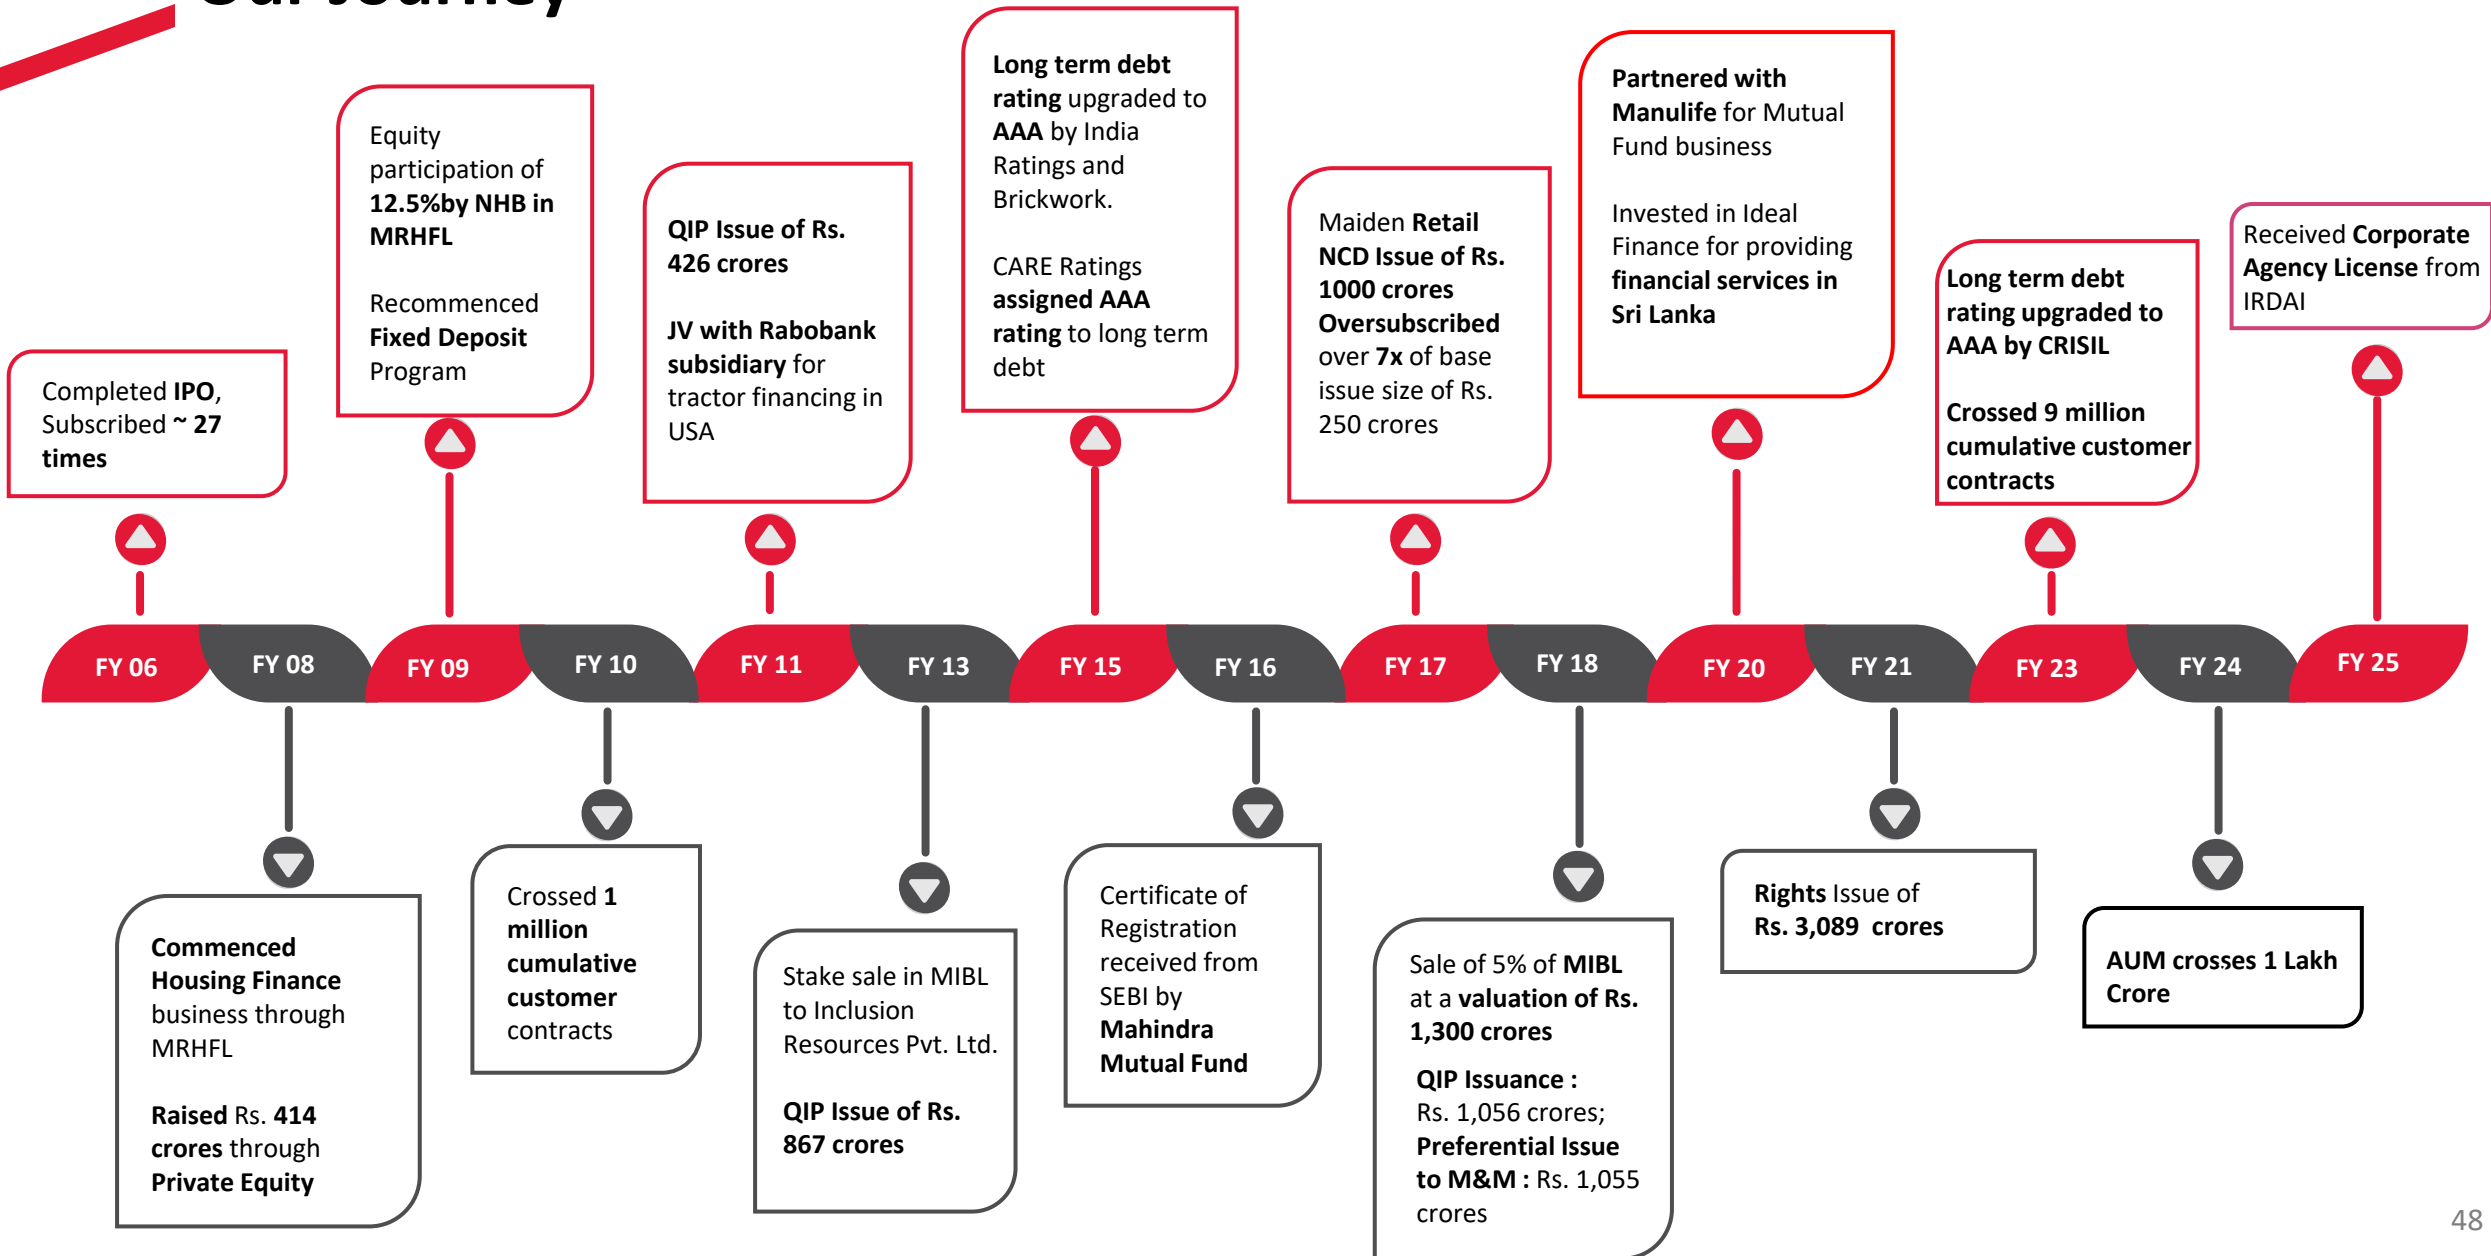 Our Journey
Completed IPO,
Subscribed ~ 27
times
Equity
participation of
12.5%by NHB in
MRHFL
Recommenced
Fixed Deposit
Program
QIP Issue of Rs.
426 crores
JV with Rabobank
subsidiary for
tractor financing in
USA
Long term debt
rating upgraded to
AAA by India
Ratings and
Brickwork.
CARE Ratings
assigned AAA
rating to long term
debt
Maiden Retail
NCD Issue of Rs.
1000 crores
Oversubscribed
over 7x of base
issue size of Rs.
250 crores
Partnered with
Manulife for Mutual
Fund business
Invested in Ideal
Finance for providing
financial services in
Sri Lanka
Long term debt
rating upgraded to
AAA by CRISIL
Crossed 9 million
cumulative customer
contracts
Received Corporate
Agency License from
IRDAI
FY 06
FY 08
FY 09
FY 10
FY 11
FY 13
FY 15
FY 16
FY 17
FY 18
FY 20
FY 21
FY 23
FY 24
FY 25
Commenced
Housing Finance
business through
MRHFL
Raised Rs. 414
crores through
Private Equity
Crossed 1
million
cumulative
customer
contracts
Stake sale in MIBL
to Inclusion
Resources Pvt. Ltd.
QIP Issue of Rs.
867 crores
Certificate of
Registration
received from
SEBI by
Mahindra
Mutual Fund
Sale of 5% of MIBL
at a valuation of Rs.
1,300 crores
QIP Issuance :
Rs. 1,056 crores;
Preferential Issue
to M&M : Rs. 1,055
crores
Rights Issue of
Rs. 3,089 crores
AUM crosses 1 Lakh
Crore
48